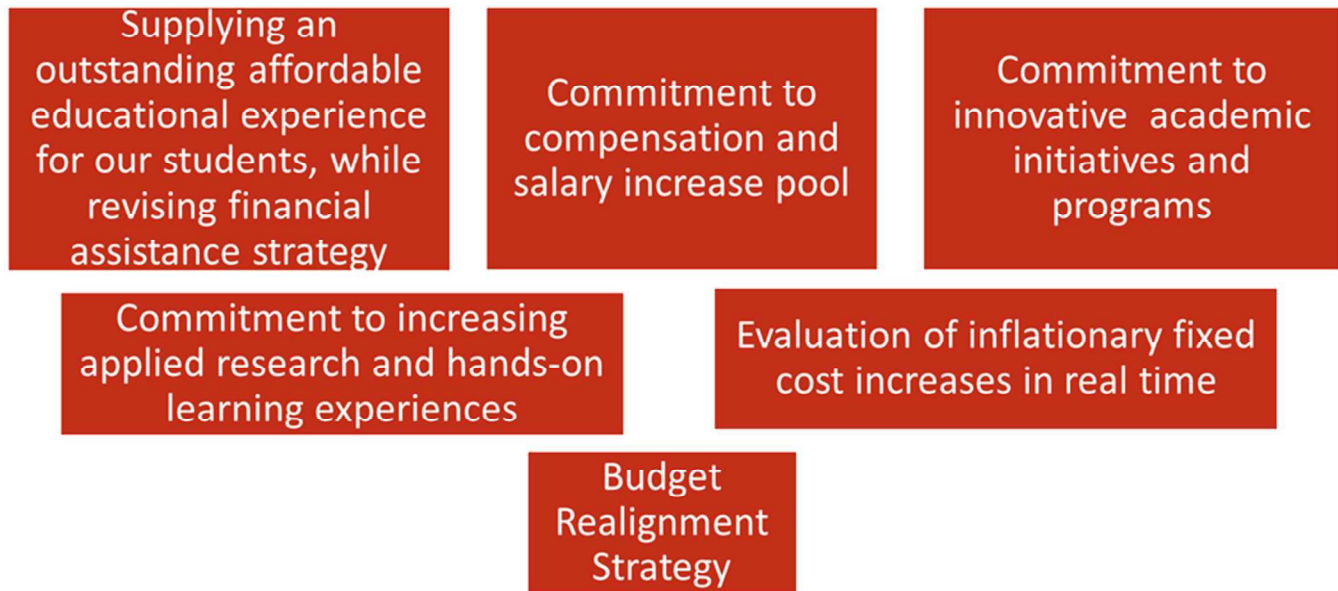 Supplying an
outstanding affordable
educational experience
for our students, while
revising financial
assistance strategy
Commitment to
compensation and
salary increase pool
Commitment to
innovative academic
initiatives and
programs
Commitment to increasing
applied research and hands-on
learning experiences
Evaluation of inflationary fixed
cost increases in real time
Budget
Realignment
Strategy